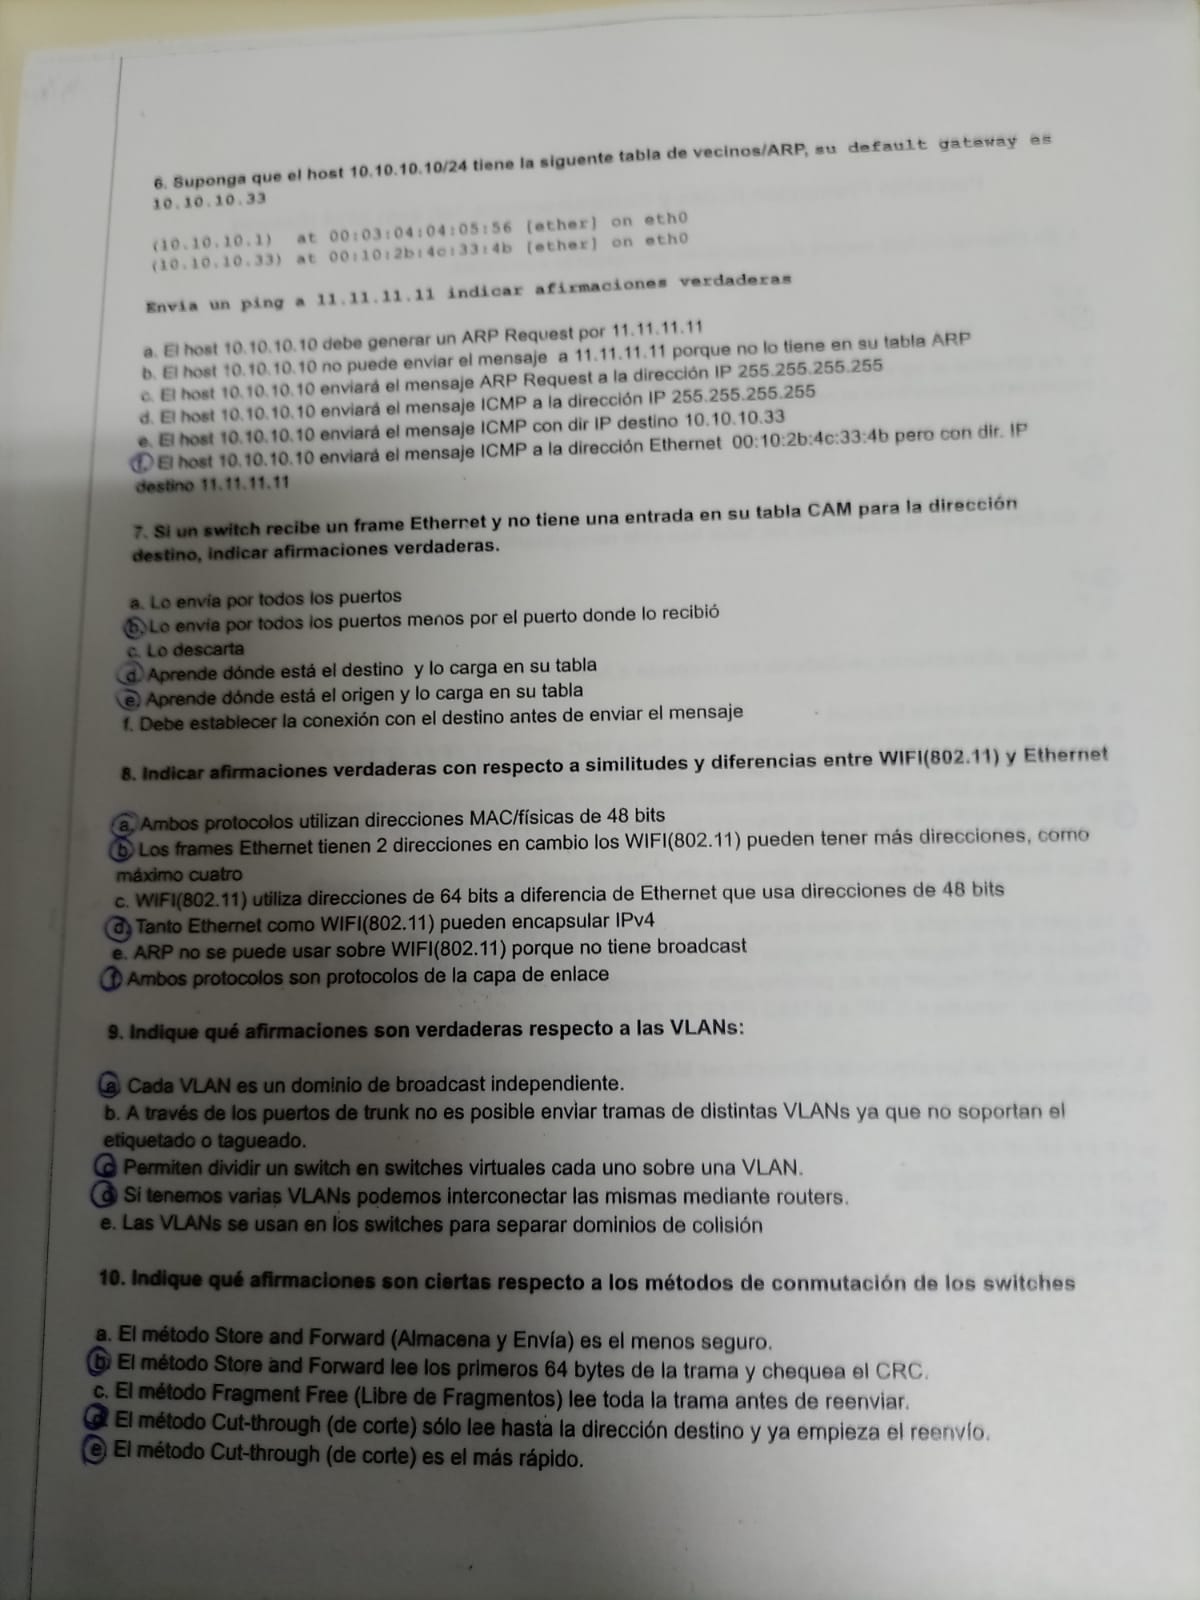 6. Suponga que el host 10.10.10.10/24 tiene la siguente tabla de vecinos/ARP, su default gateway es
10.10.10.33
(10.10.10.1) at 00:03:04:04:05:56 [ether] on eth0
(10.10.10.33) at 00:10:2b:4c:33:4b [ether] on eth0
Envia un ping a 11.11.11.11 indicar afirmaciones verdaderas
a. El host 10.10.10.10 debe generar un ARP Request por 11.11.11.11
b. El host 10.10.10.10 no puede enviar el mensaje a 11.11.11.11 porque no lo tiene en su tabla ARP
c. El host 10.10.10.10 enviará el mensaje ARP Request a la dirección IP 255.255.255.255
d. El host 10.10.10.10 enviará el mensaje ICMP a la dirección IP 255.255.255.255
e. El host 10.10.10.10 enviará el mensaje ICMP con dir IP destino 10.10.10.33
f. El host 10.10.10.10 enviará el mensaje ICMP a la dirección Ethernet 00:10:2b:4c:33:4b pero con dir. IP
destino 11.11.11.11
7. Si un switch recibe un frame Ethernet y no tiene una entrada en su tabla CAM para la dirección
destino, indicar afirmaciones verdaderas.
a. Lo envía por todos los puertos
b. Lo envía por todos los puertos menos por el puerto donde lo recibió
c. Lo descarta
d. Aprende dónde está el destino y lo carga en su tabla
e. Aprende dónde está el origen y lo carga en su tabla
f. Debe establecer la conexión con el destino antes de enviar el mensaje
8. Indicar afirmaciones verdaderas con respecto a similitudes y diferencias entre WIFI(802.11) y Ethernet
a. Ambos protocolos utilizan direcciones MAC/físicas de 48 bits
b. Los frames Ethernet tienen 2 direcciones en cambio los WIFI(802.11) pueden tener más direcciones, como
máximo cuatro
c. WIFI(802.11) utiliza direcciones de 64 bits a diferencia de Ethernet que usa direcciones de 48 bits
d. Tanto Ethernet como WIFI(802.11) pueden encapsular IPv4
e. ARP no se puede usar sobre WIFI(802.11) porque no tiene broadcast
f. Ambos protocolos son protocolos de la capa de enlace
9. Indique qué afirmaciones son verdaderas respecto a las VLANs:
a. Cada VLAN es un dominio de broadcast independiente.
b. A través de los puertos de trunk no es posible enviar tramas de distintas VLANs ya que no soportan el
etiquetado o tagueado.
c. Permiten dividir un switch en switches virtuales cada uno sobre una VLAN.
d. Si tenemos varias VLANs podemos interconectar las mismas mediante routers.
e. Las VLANs se usan en los switches para separar dominios de colisión
10. Indique qué afirmaciones son ciertas respecto a los métodos de conmutación de los switches
a. El método Store and Forward (Almacena y Envía) es el menos seguro.
b. El método Store and Forward lee los primeros 64 bytes de la trama y chequea el CRC.
c. El método Fragment Free (Libre de Fragmentos) lee toda la trama antes de reenviar.
d. El método Cut-through (de corte) sólo lee hasta la dirección destino y ya empieza el reenvío.
e. El método Cut-through (de corte) es el más rápido.